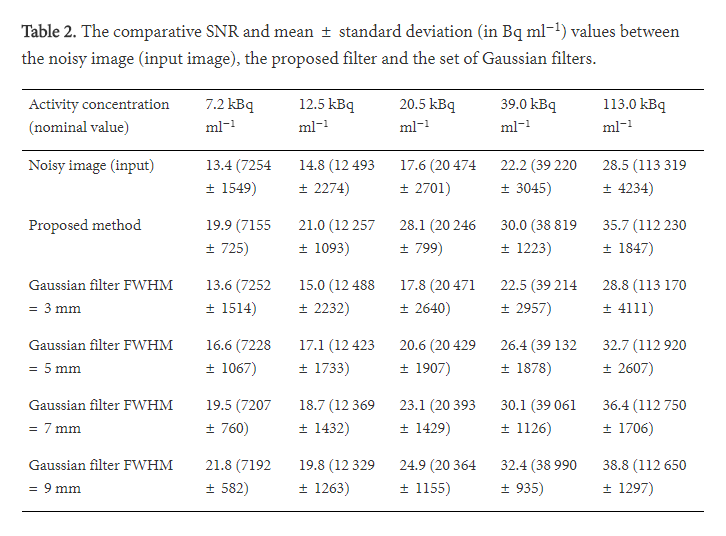 Table 2. The comparative SNR and mean ± standard deviation (in Bq ml⁻¹) values between
the noisy image (input image), the proposed filter and the set of Gaussian filters.
Activity concentration 7.2 kBq 12.5 kBq 20.5 kBq 39.0 kBq 113.0 kBq
(nominal value) ml⁻¹ ml⁻¹ ml⁻¹ ml⁻¹ ml⁻¹
Noisy image (input) 13.4 (7254 14.8 (12 493 17.6 (20 474 22.2 (39 220 28.5 (113 319
± 1549) ± 2274) ± 2701) ± 3045) ± 4234)
Proposed method 19.9 (7155 21.0 (12 257 28.1 (20 246 30.0 (38 819 35.7 (112 230
± 725) ± 1093) ± 799) ± 1223) ± 1847)
Gaussian filter FWHM 13.6 (7252 15.0 (12 488 17.8 (20 471 22.5 (39 214 28.8 (113 170
= 3 mm ± 1514) ± 2232) ± 2640) ± 2957) ± 4111)
Gaussian filter FWHM 16.6 (7228 17.1 (12 423 20.6 (20 429 26.4 (39 132 32.7 (112 920
= 5 mm ± 1067) ± 1733) ± 1907) ± 1878) ± 2607)
Gaussian filter FWHM 19.5 (7207 18.7 (12 369 23.1 (20 393 30.1 (39 061 36.4 (112 750
= 7 mm ± 760) ± 1432) ± 1429) ± 1126) ± 1706)
Gaussian filter FWHM 21.8 (7192 19.8 (12 329 24.9 (20 364 32.4 (38 990 38.8 (112 650
= 9 mm ± 582) ± 1263) ± 1155) ± 935) ± 1297)